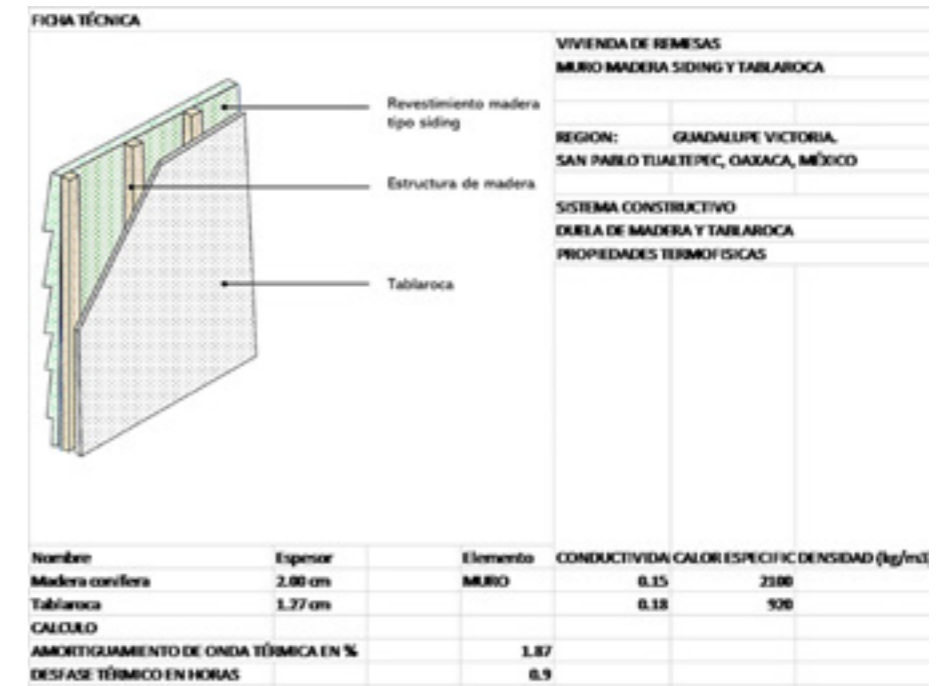 FICHA TÉCNICA
VIVIENDA DE REMESAS
MURO MADERA SIDING Y TABLAROCA
Revestimiento madera
tipo siding
REGION: GUADALUPE VICTORIA.
SAN PABLO TIJALTEPEC, OAXACA, MÉXICO
Estructura de madera
SISTEMA CONSTRUCTIVO
DUELA DE MADERA Y TABLAROCA
PROPIEDADES TERMOFISICAS
Tablaroca
Nombre Espesor Elemento CONDUCTIVIDA CALOR ESPECIFIC DENSIDAD (kg/m3)
Madera conífera 2.00 cm MURO 0.15 2100
Tablaroca 1.27 cm 0.18 920
CALCULO
AMORTIGUAMIENTO DE ONDA TÉRMICA EN % 1.87
DESFASE TÉRMICO EN HORAS 0.9